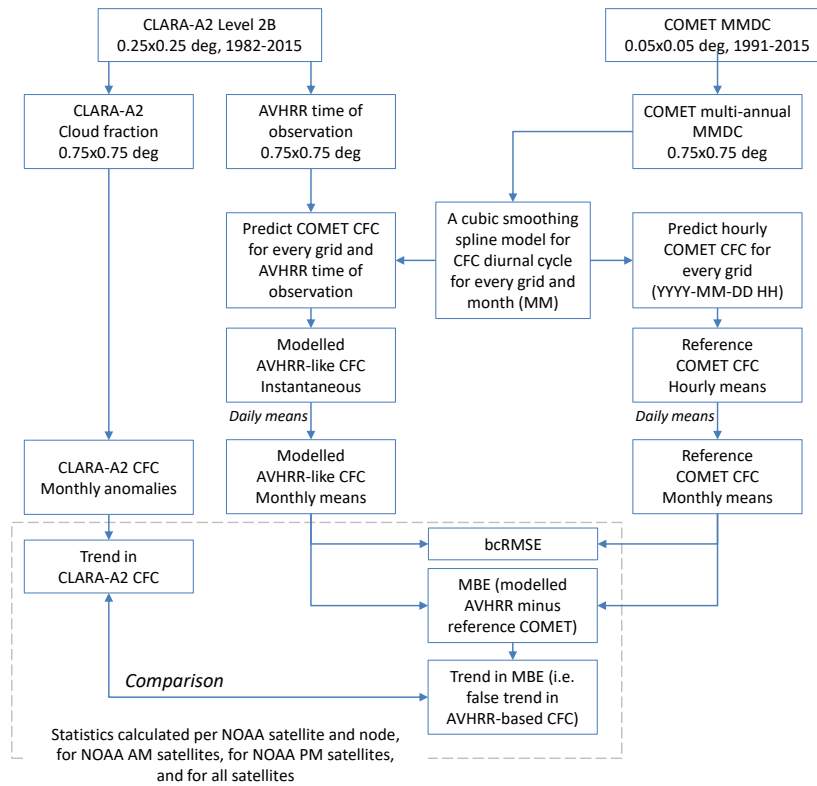 CLARA-A2 Level 2B
0.25x0.25 deg, 1982-2015
COMET MMDC
0.05x0.05 deg, 1991-2015
CLARA-A2
Cloud fraction
0.75x0.75 deg
AVHRR time of
observation
0.75x0.75 deg
COMET multi-annual
MMDC
0.75x0.75 deg
Predict COMET CFC
for every grid and
AVHRR time of
observation
A cubic smoothing
spline model for
CFC diurnal cycle
for every grid and
month (MM)
Predict hourly
COMET CFC for
every grid
(YYYY-MM-DD HH)
Modelled
AVHRR-like CFC
Instantaneous
Reference
COMET CFC
Hourly means
Daily means
Daily means
CLARA-A2 CFC
Monthly anomalies
Modelled
AVHRR-like CFC
Monthly means
Reference
COMET CFC
Monthly means
Trend in
CLARA-A2 CFC
bcRMSE
MBE (modelled
AVHRR minus
reference COMET)
Comparison
Trend in MBE (i.e.
false trend in
AVHRR-based CFC)
Statistics calculated per NOAA satellite and node,
for NOAA AM satellites, for NOAA PM satellites,
and for all satellites